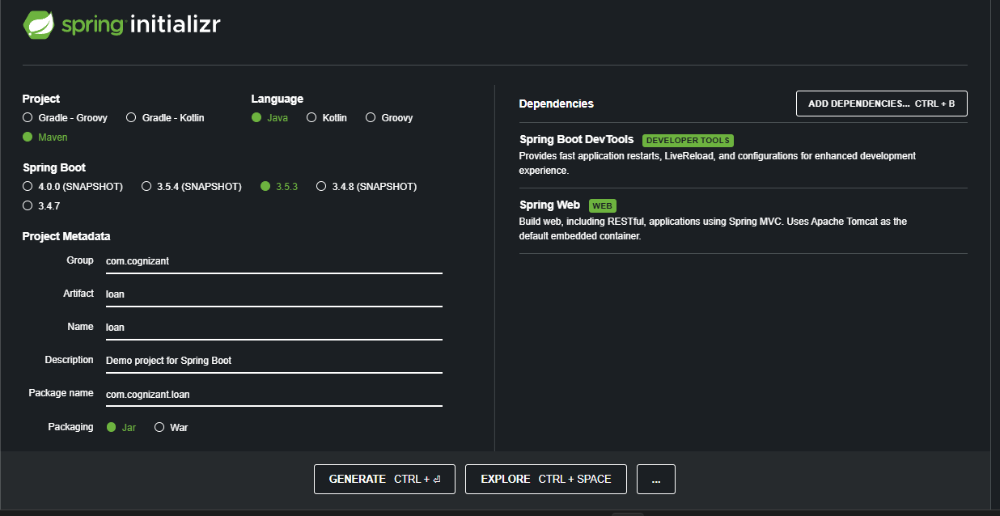 spring initializr
Project
Gradle - Groovy Gradle - Kotlin
Maven
Language
Java Kotlin Groovy
Spring Boot
4.0.0 (SNAPSHOT) 3.5.4 (SNAPSHOT) 3.5.3 3.4.8 (SNAPSHOT)
3.4.7
Project Metadata
Group com.cognizant
Artifact loan
Name loan
Description Demo project for Spring Boot
Package name com.cognizant.loan
Packaging Jar War
Dependencies
ADD DEPENDENCIES... CTRL + B
Spring Boot DevTools DEVELOPER TOOLS
Provides fast application restarts, LiveReload, and configurations for enhanced development
experience.
Spring Web WEB
Build web, including RESTful, applications using Spring MVC. Uses Apache Tomcat as the
default embedded container.
GENERATE CTRL + ⏎
EXPLORE CTRL + SPACE
...